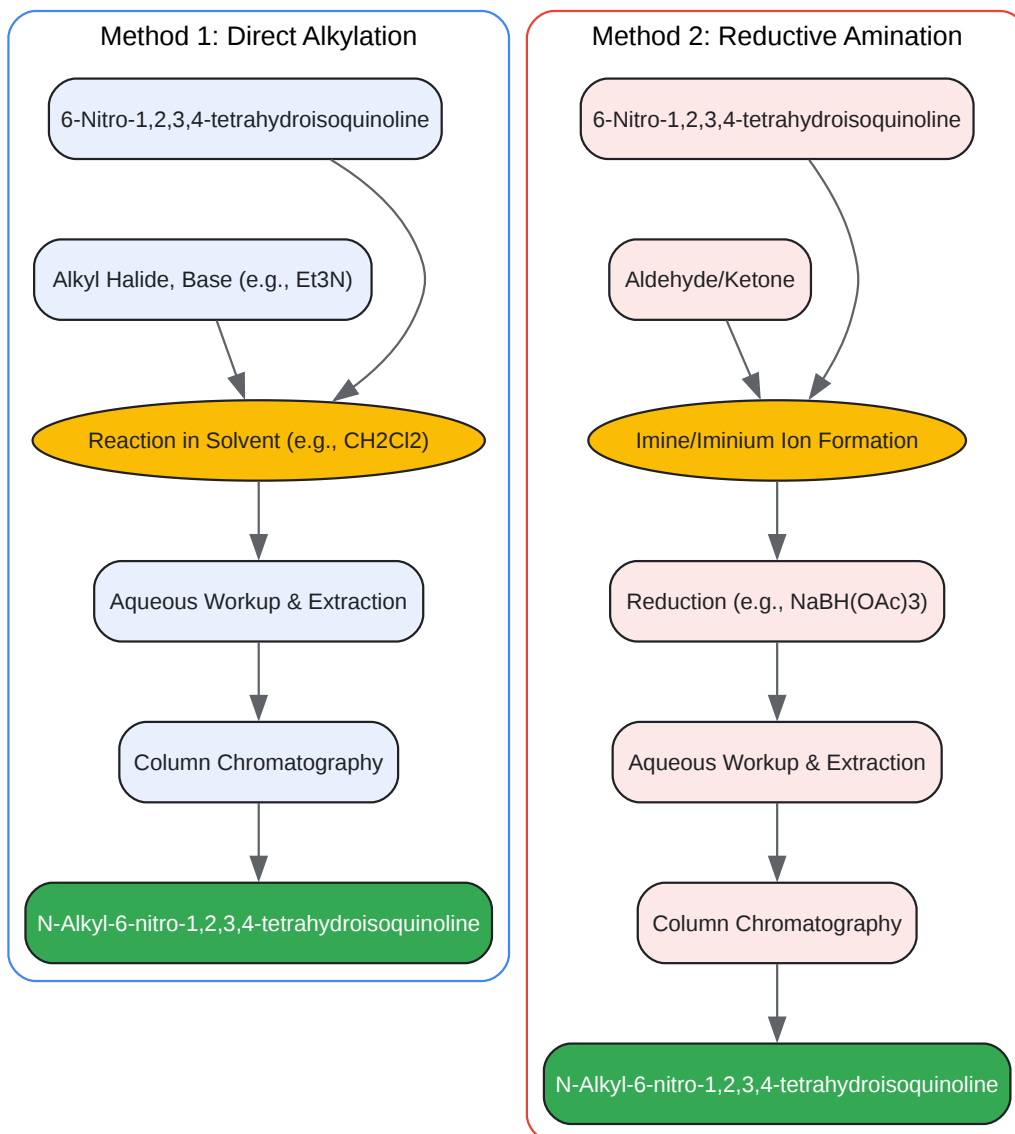 Method 1: Direct Alkylation
6-Nitro-1,2,3,4-tetrahydroisoquinoline
Alkyl Halide, Base (e.g., Et3N)
Reaction in Solvent (e.g., CH2Cl2)
Aqueous Workup & Extraction
Column Chromatography
N-Alkyl-6-nitro-1,2,3,4-tetrahydroisoquinoline
Method 2: Reductive Amination
6-Nitro-1,2,3,4-tetrahydroisoquinoline
Aldehyde/Ketone
Imine/Iminium Ion Formation
Reduction (e.g., NaBH(OAc)3)
Aqueous Workup & Extraction
Column Chromatography
N-Alkyl-6-nitro-1,2,3,4-tetrahydroisoquinoline